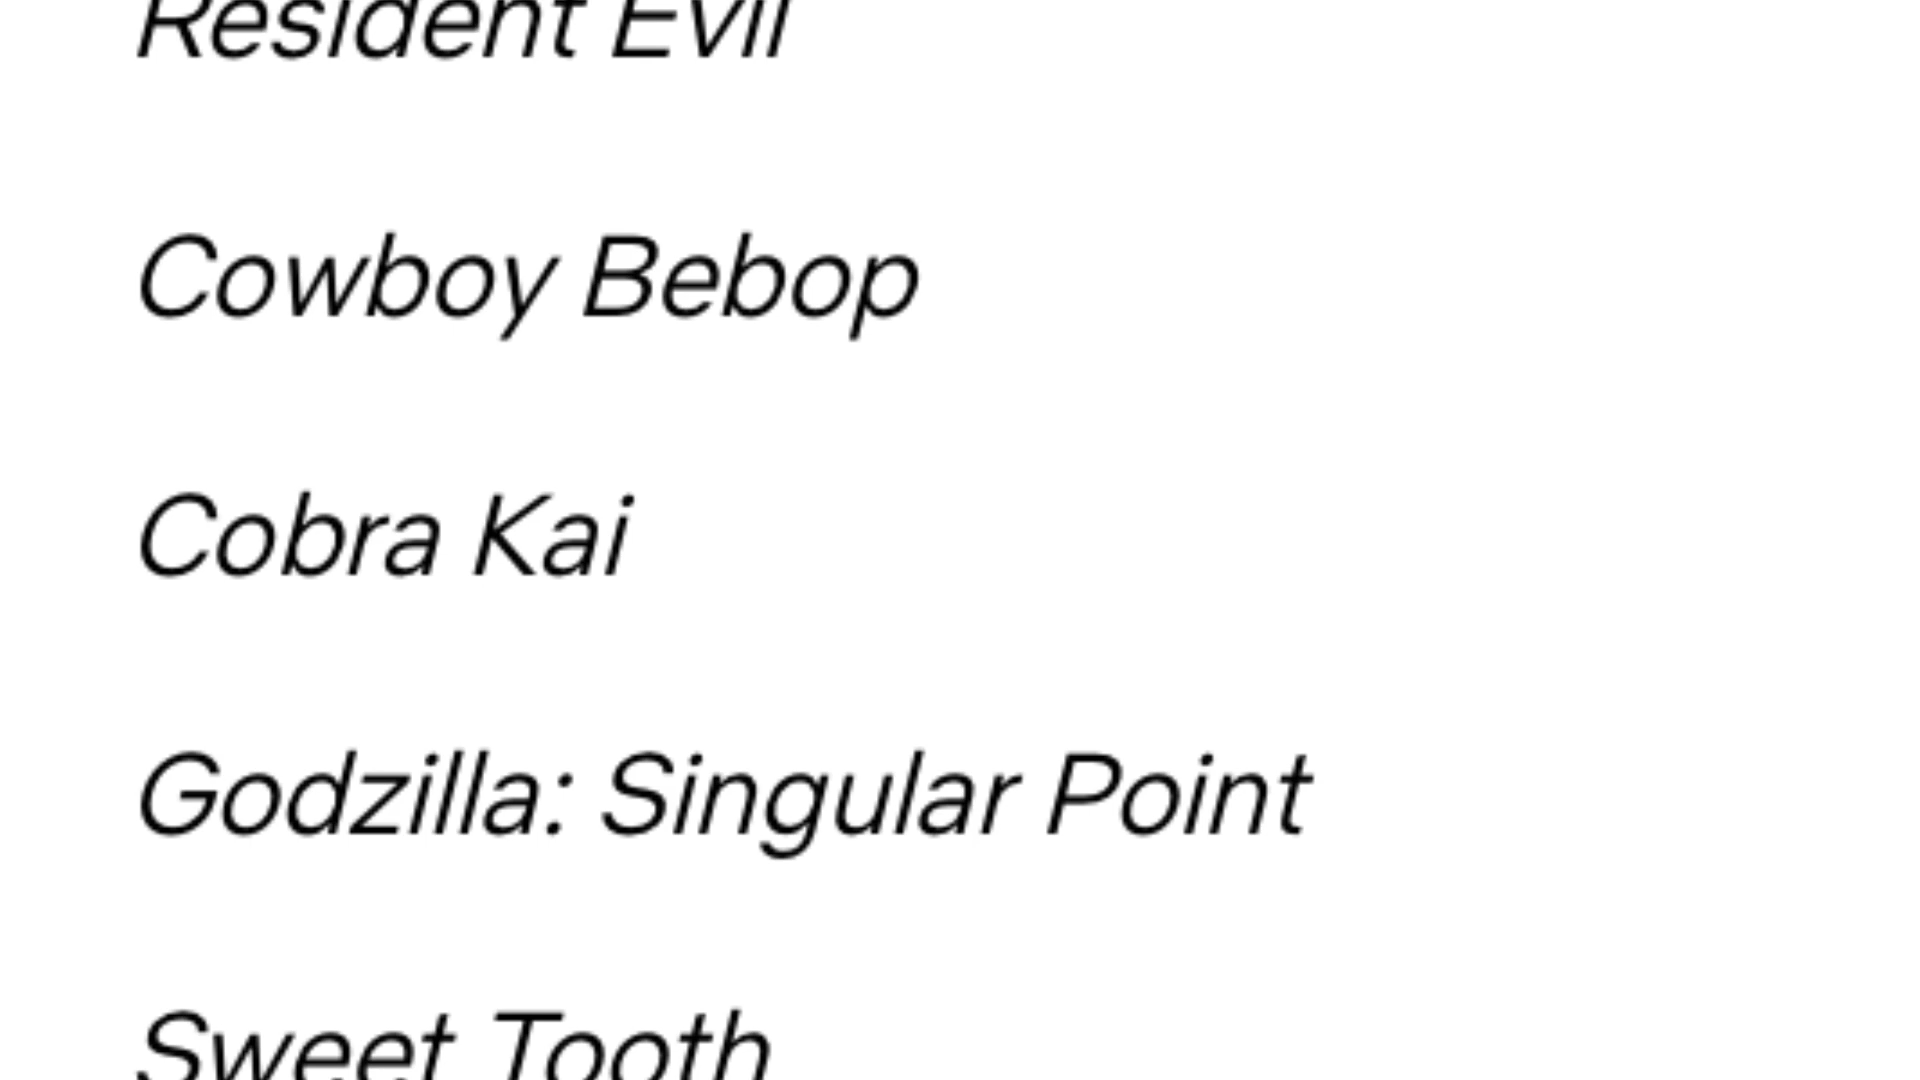 Resident Evil
Cowboy Bebop
Cobra Kai
Godzilla: Singular Point
Sweet Tooth